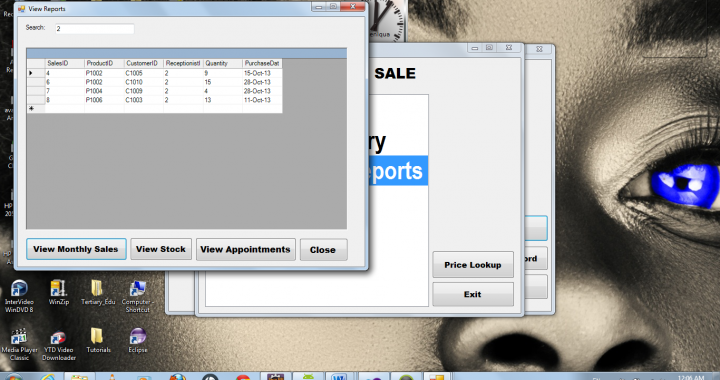 View Reports
Search: 2
SalesID ProductID CustomerID ReceptionistI Quantity PurchaseDat
4 P1002 C1005 2 9 15-Oct-13
6 P1002 C1010 2 15 28-Oct-13
7 P1004 C1009 2 4 28-Oct-13
8 P1006 C1003 2 13 11-Oct-13
View Monthly Sales View Stock View Appointments Close
SALE
ry
eports
ord
Price Lookup
Exit
InterVideo WinDVD 8
WinZip
Tertiary_Edu
Computer - Shortcut
Media Player Classic
YTD Video Downloader
Tutorials
Eclipse
12:06 AM